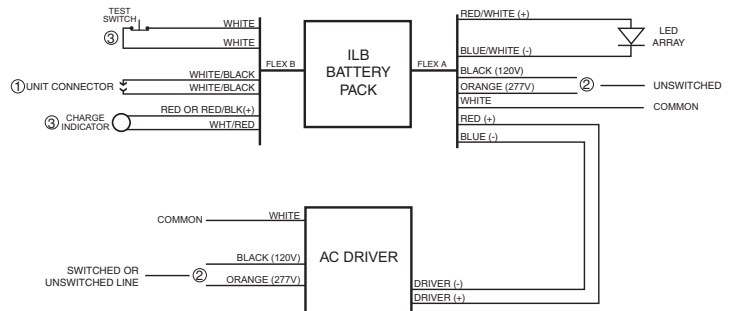 TEST
SWITCH
③
WHITE
WHITE
① UNIT CONNECTOR
WHITE/BLACK
WHITE/BLACK
③ CHARGE
INDICATOR
RED OR RED/BLK(+)
WHT/RED
FLEX B
ILB
BATTERY
PACK
FLEX A
RED/WHITE (+)
BLUE/WHITE (-)
LED
ARRAY
BLACK (120V)
ORANGE (277V)
② UNSWITCHED
WHITE
COMMON
RED (+)
BLUE (-)
COMMON
WHITE
BLACK (120V)
SWITCHED OR
UNSWITCHED LINE
②
ORANGE (277V)
AC DRIVER
DRIVER (-)
DRIVER (+)